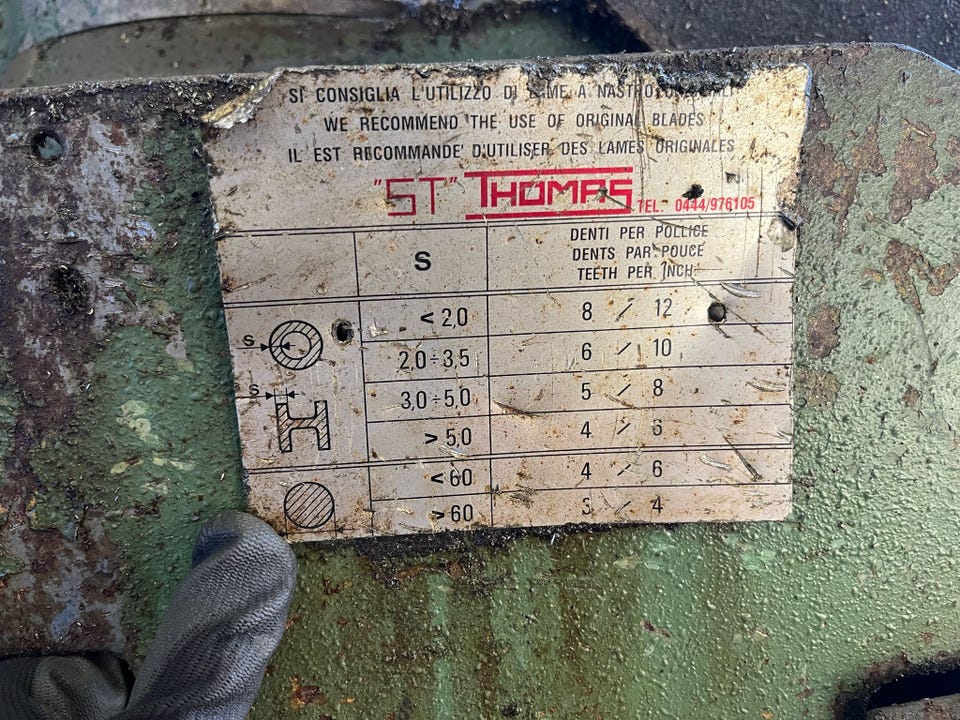 SI CONSIGLIA L'UTILIZZO DI LAME A NASTRO
WE RECOMMEND THE USE OF ORIGINAL BLADES
IL EST RECOMMANDE' D'UTILISER DES LAMES ORIGINALES
"ST" THOMAS TEL. 0444/976105
S
DENTI PER POLLICE
DENTS PAR POUCE
TEETH PER INCH
< 2,0 8 / 12
S
2,0÷3,5 6 / 10
S
3,0÷5,0 5 / 8
> 5,0 4 / 6
< 60 4 / 6
> 60 3 / 4